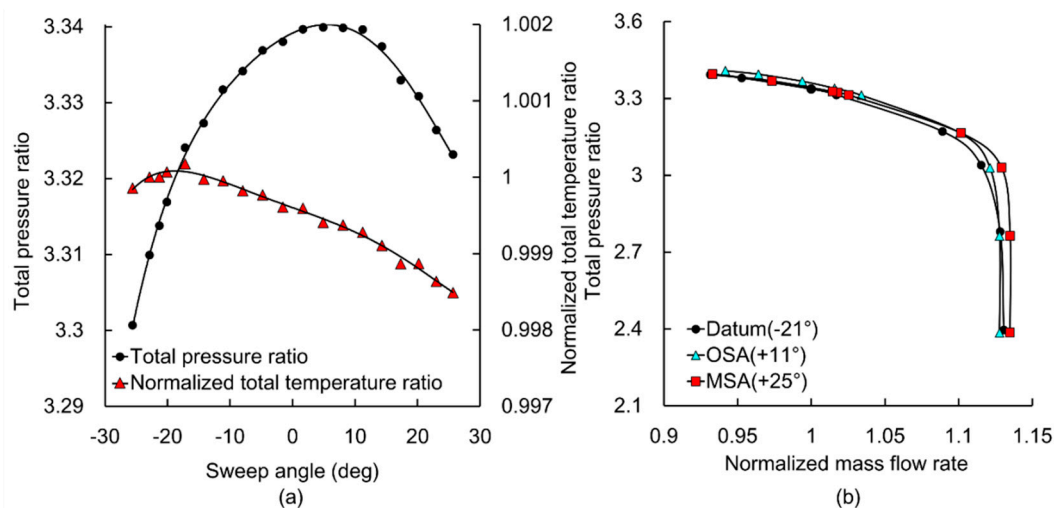 3.34
3.33
3.32
3.31
3.3
3.29
Total pressure ratio
1.002
1.001
1
0.999
0.998
0.997
Normalized total temperature ratio
Total pressure ratio
Normalized total temperature ratio
-30 -20 -10 0 10 20 30
Sweep angle (deg)
(a)
3.6
3.3
3
2.7
2.4
2.1
Total pressure ratio
Datum(-21°)
OSA(+11°)
MSA(+25°)
0.9 0.95 1 1.05 1.1 1.15
Normalized mass flow rate
(b)